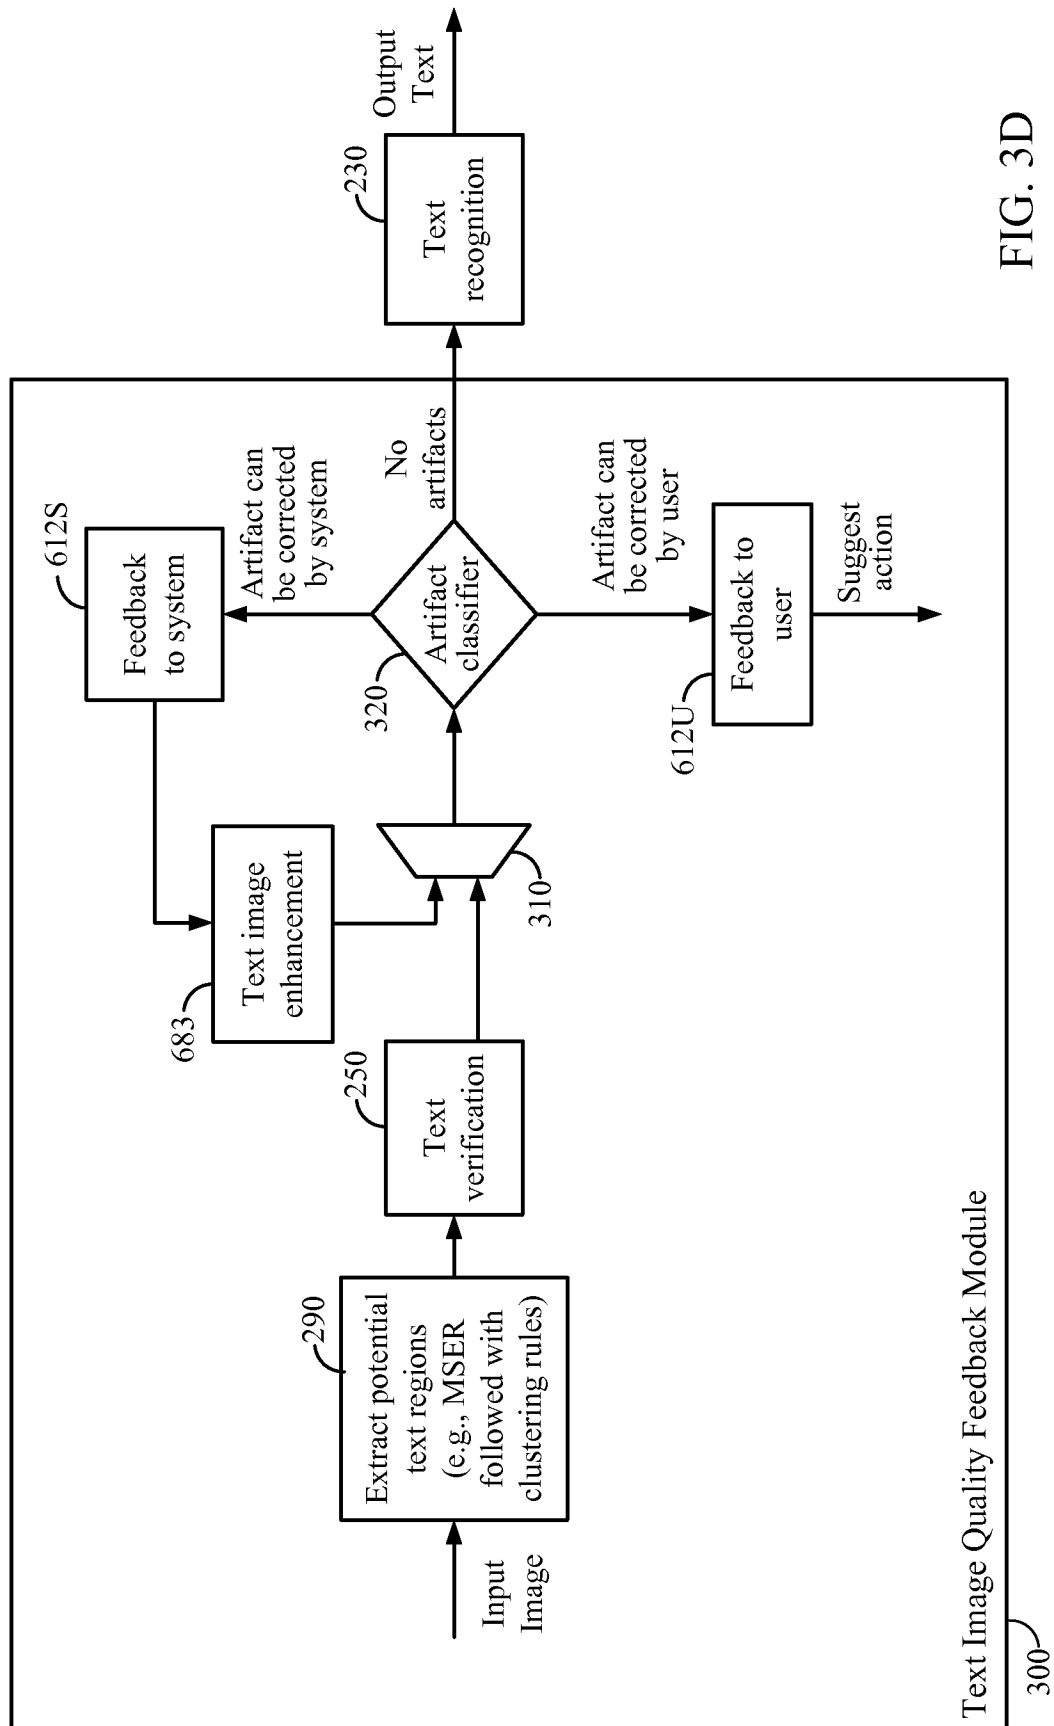 Input
Image
290
Extract potential
text regions
(e.g., MSER
followed with
clustering rules)
250
Text
verification
683
Text image
enhancement
310
320
Artifact
classifier
612S
Feedback
to system
Artifact can
be corrected
by system
No
artifacts
Artifact can
be corrected
by user
612U
Feedback to
user
Suggest
action
230
Text
recognition
Output
Text
Text Image Quality Feedback Module
300
FIG. 3D